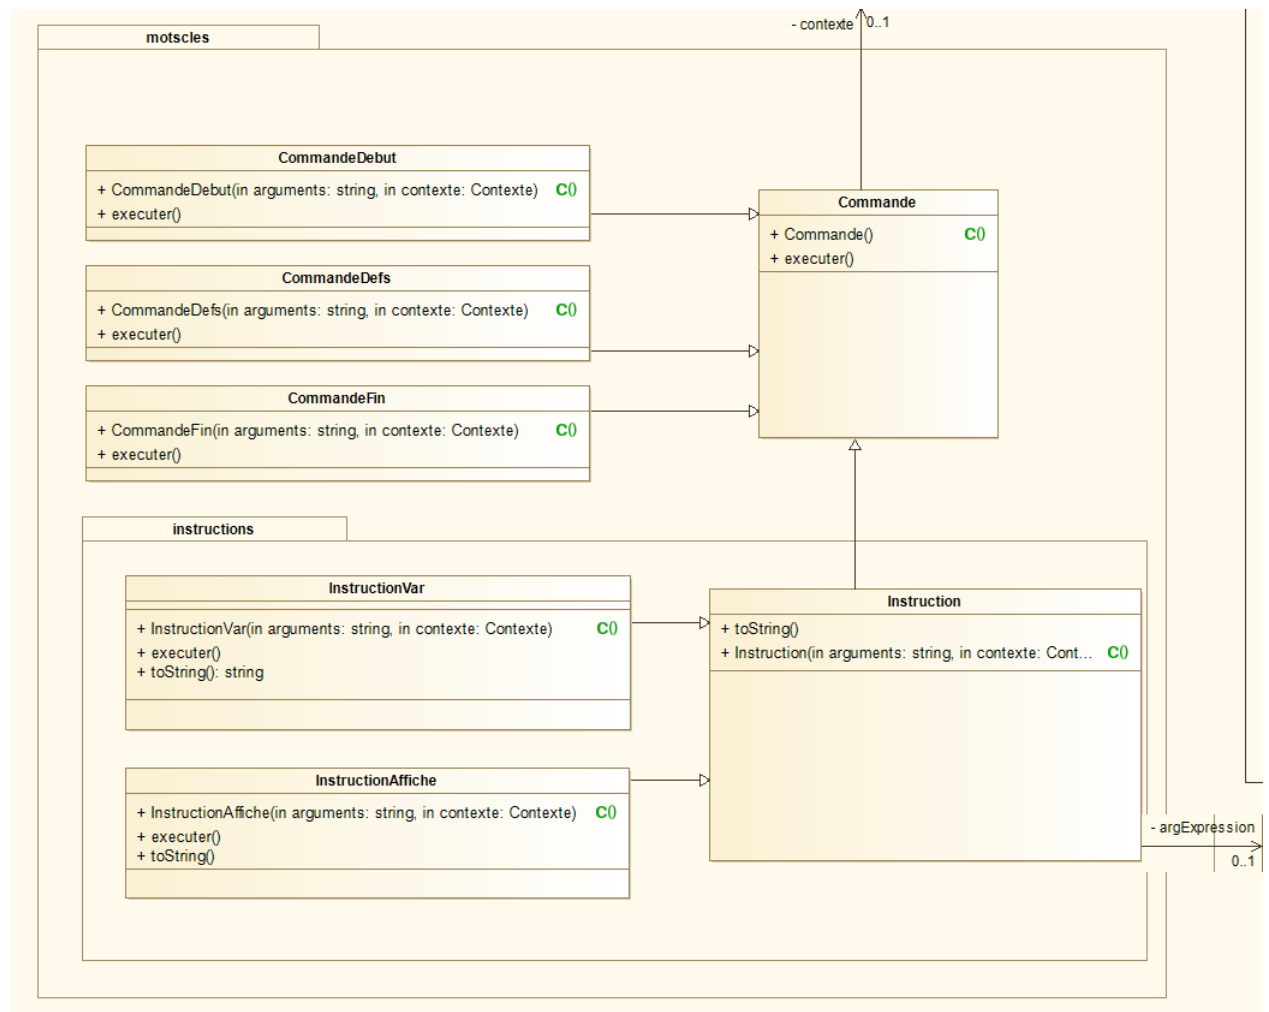 - contexte 0..1
motscles
CommandeDebut
+ CommandeDebut(in arguments: string, in contexte: Contexte) C()
+ executer()
Commande
+ Commande() C()
+ executer()
CommandeDefs
+ CommandeDefs(in arguments: string, in contexte: Contexte) C()
+ executer()
CommandeFin
+ CommandeFin(in arguments: string, in contexte: Contexte) C()
+ executer()
instructions
InstructionVar
+ InstructionVar(in arguments: string, in contexte: Contexte) C()
+ executer()
+ toString(): string
Instruction
+ toString()
+ Instruction(in arguments: string, in contexte: Cont... C()
InstructionAffiche
+ InstructionAffiche(in arguments: string, in contexte: Contexte) C()
+ executer()
+ toString()
- argExpression
0..1